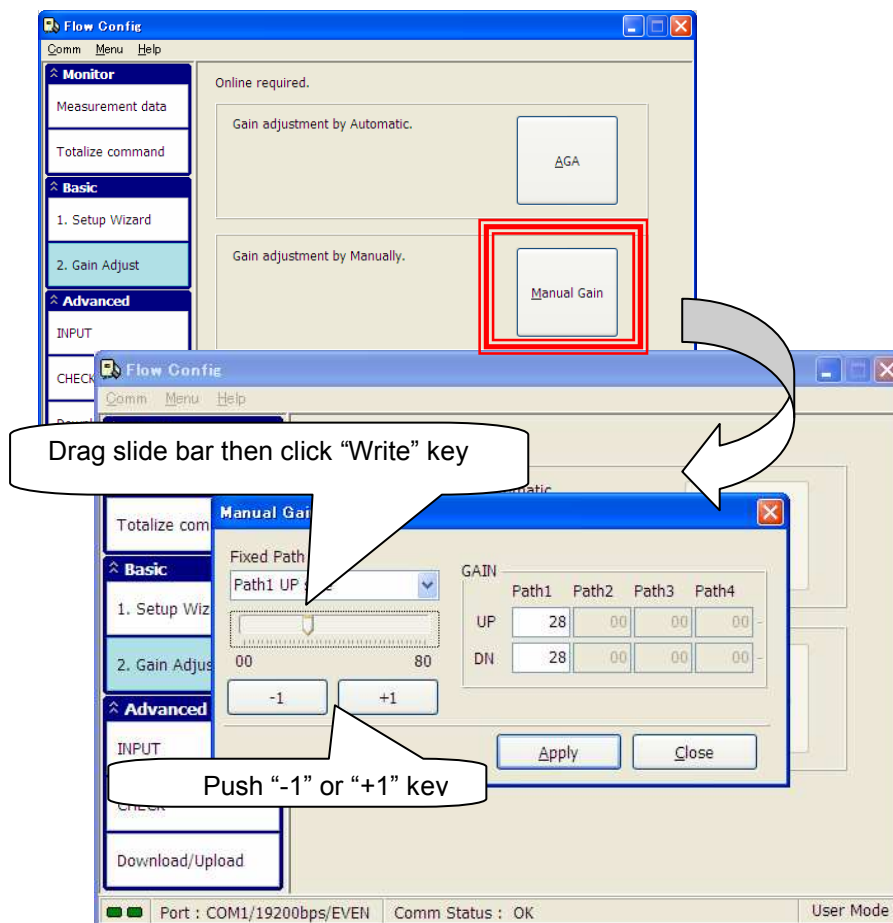 Flow Config
Comm Menu Help
Monitor
Measurement data
Totalize command
Basic
1. Setup Wizard
2. Gain Adjust
Advanced
INPUT
CHECK
Online required.
Gain adjustment by Automatic.
AGA
Gain adjustment by Manually.
Manual Gain
Flow Config
Comm Menu Help
Drag slide bar then click “Write” key
Totalize com
Basic
1. Setup Wiz
2. Gain Adjus
Advanced
INPUT
CHECK
Download/Upload
Manual Ga
Fixed Path
Path1 UP
00 80
-1 +1
GAIN
Path1 Path2 Path3 Path4
UP 28 00 00 00 -
DN 28 00 00 00 -
Apply Close
Push “-1” or “+1” key
Port : COM1/19200bps/EVEN Comm Status : OK User Mode